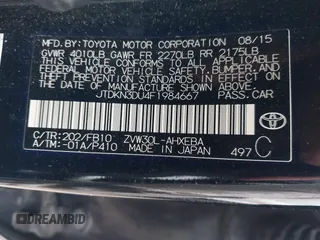 MFD. BY: TOYOTA MOTOR CORPORATION 08/15
GVWR 4010LB GAWR FR 2270LB RR 2175LB
THIS VEHICLE CONFORMS TO ALL APPLICABLE FEDERAL MOTOR
VEHICLE SAFETY, BUMPER, AND THEFT PREVENTION STANDARDS
IN EFFECT ON THE DATE OF MANUFACTURE SHOWN ABOVE.
JTDKN3DU4F1984667 PASS.CAR
C/TR:202/FB10 ZVW30L-AHXEBA
A/TM:-01A/P410 MADE IN JAPAN 497 C
TOYOTA
DREAMBID